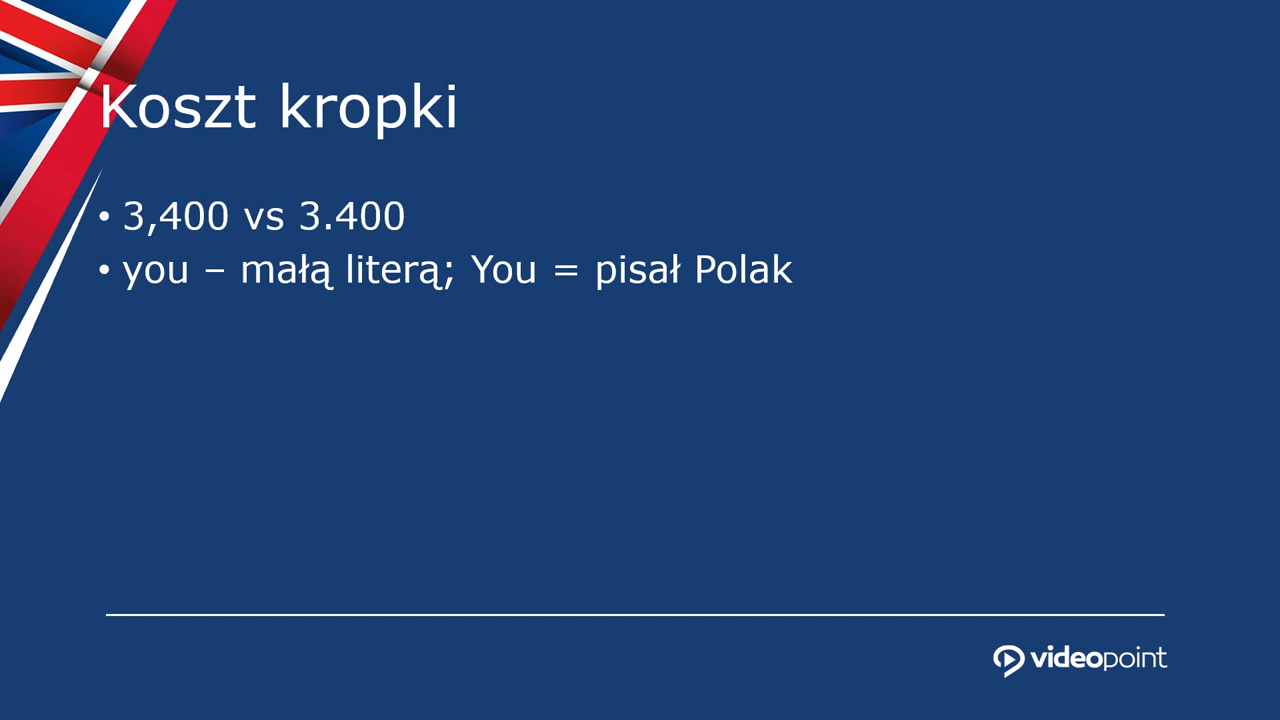 Koszt kropki
• 3,400 vs 3.400
• you – małą literą; You = pisał Polak
videopoint